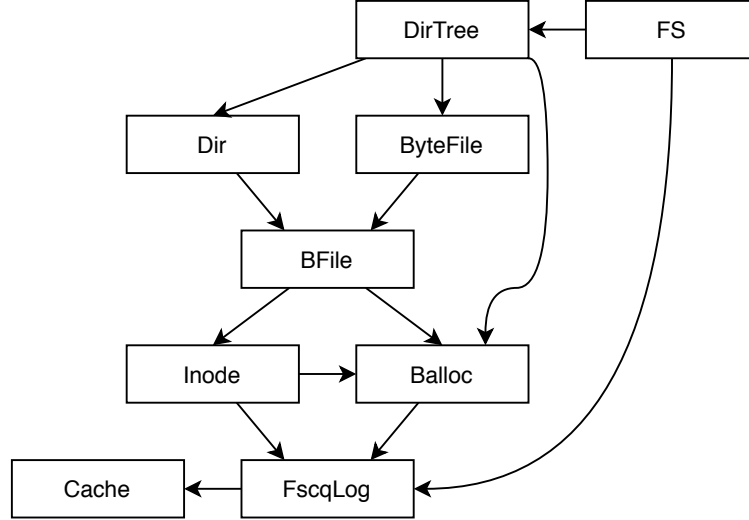 DirTree
FS
Dir
ByteFile
BFile
Inode
Balloc
Cache
FscqLog